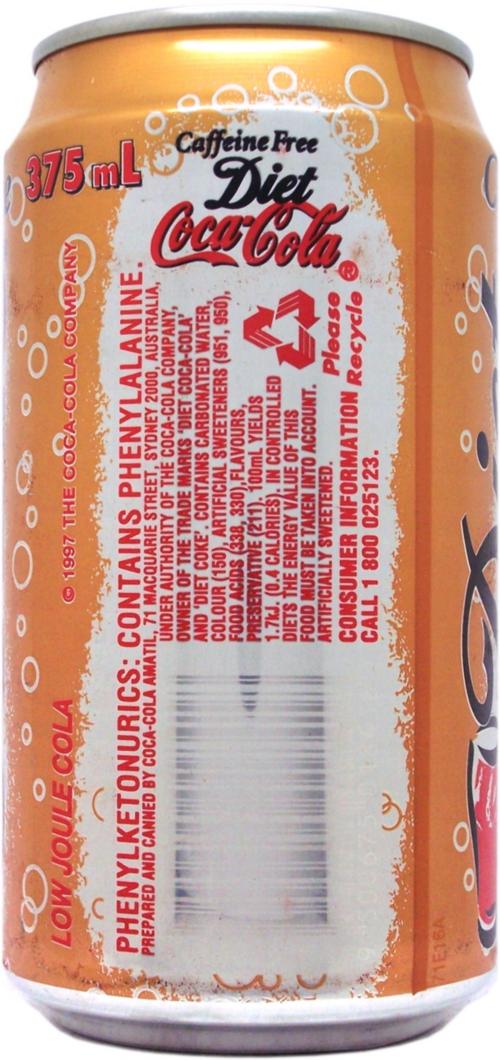 375 mL
Caffeine Free
Diet
Coca-Cola
®
Please
Recycle
© 1997 THE COCA-COLA COMPANY
LOW JOULE COLA
PHENYLKETONURICS: CONTAINS PHENYLALANINE.
PREPARED AND CANNED BY COCA-COLA AMATIL, 71 MACQUARIE STREET, SYDNEY 2000, AUSTRALIA,
UNDER AUTHORITY OF THE COCA-COLA COMPANY,
OWNER OF THE TRADE MARKS 'DIET COCA-COLA'
AND 'DIET COKE'. CONTAINS CARBONATED WATER,
COLOUR (150), ARTIFICIAL SWEETENERS (951, 950),
FOOD ACIDS (338, 330), FLAVOURS,
PRESERVATIVE (211). 100mL YIELDS
1.7kJ, (0.4 CALORIES). IN CONTROLLED
DIETS THE ENERGY VALUE OF THIS
FOOD MUST BE TAKEN INTO ACCOUNT.
ARTIFICIALLY SWEETENED.
CONSUMER INFORMATION
CALL 1 800 025123.
71E16A